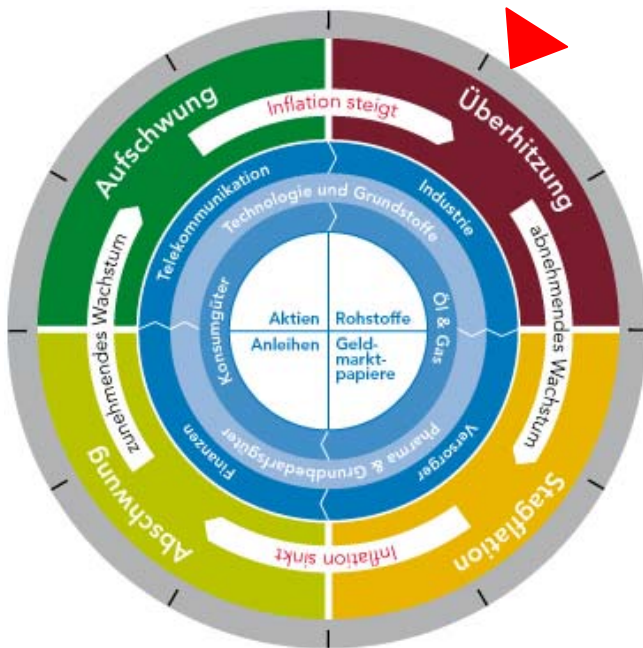 Aufschwung
Inflation steigt
Überhitzung
abnehmendes Wachstum
Stagflation
Inflation sinkt
Abschwung
zunehmendes Wachstum
Telekommunikation
Industrie
Versorger
Finanzen
Technologie und Grundstoffe
Öl & Gas
Pharma & Grundbedarfsgüter
Konsumgüter
Aktien
Rohstoffe
Anleihen
Geld-
markt-
papiere